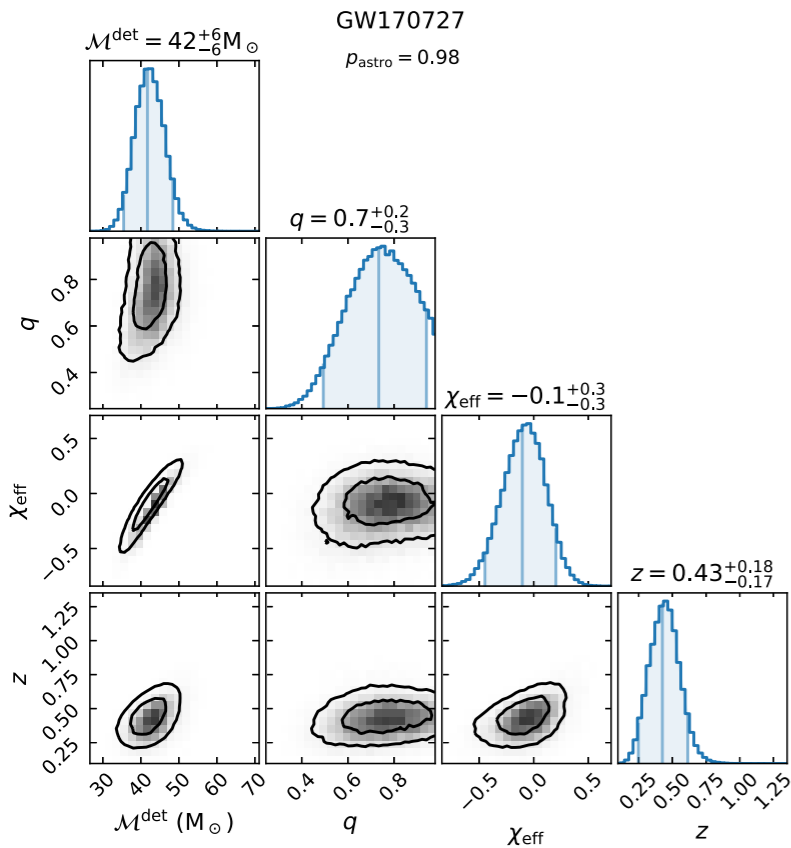 GW170727
p_astro = 0.98
ℳ^det = 42^{+6}_{−6} M_⊙
q = 0.7^{+0.2}_{−0.3}
χ_eff = −0.1^{+0.3}_{−0.3}
z = 0.43^{+0.18}_{−0.17}
q
0.8
0.6
0.4
χ_eff
0.5
0.0
−0.5
z
1.25
1.00
0.75
0.50
0.25
30 40 50 60 70
0.4 0.6 0.8
−0.5 0.0 0.5
0.25 0.50 0.75 1.00 1.25
ℳ^det (M_⊙)
q
χ_eff
z